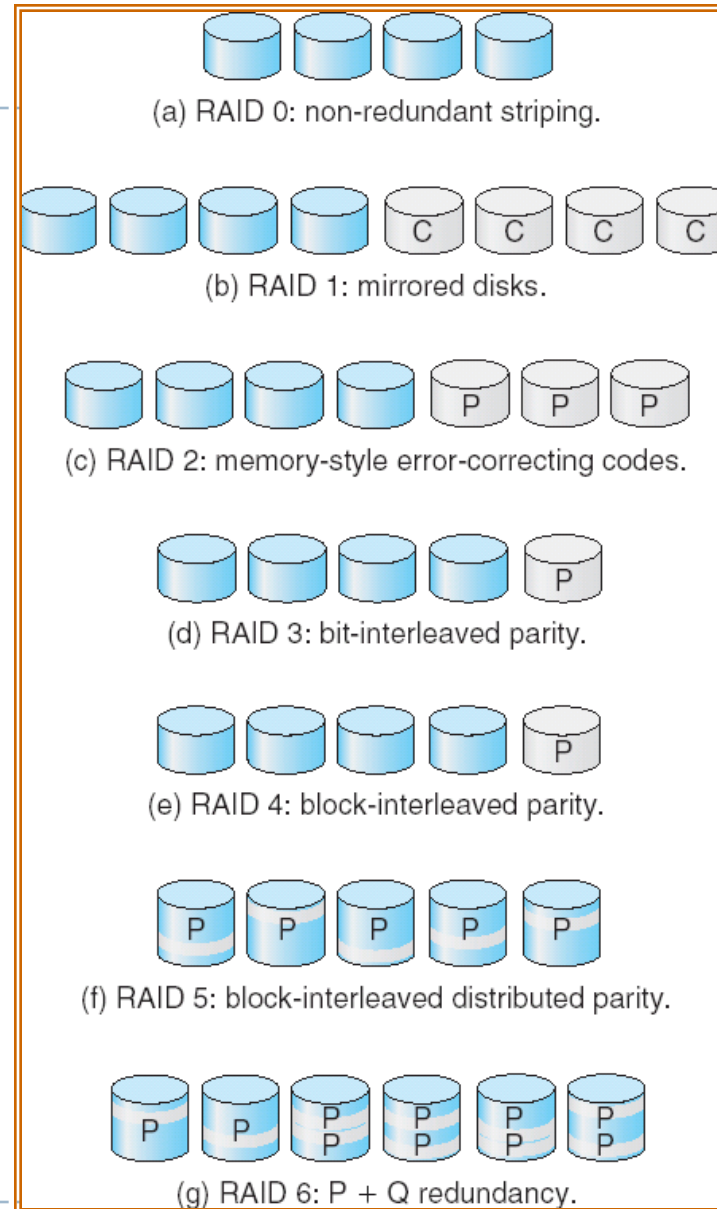 (a) RAID 0: non-redundant striping.
C C C C
(b) RAID 1: mirrored disks.
P P P
(c) RAID 2: memory-style error-correcting codes.
P
(d) RAID 3: bit-interleaved parity.
P
(e) RAID 4: block-interleaved parity.
P P P P P
(f) RAID 5: block-interleaved distributed parity.
P P P P
P P P P P P
(g) RAID 6: P + Q redundancy.